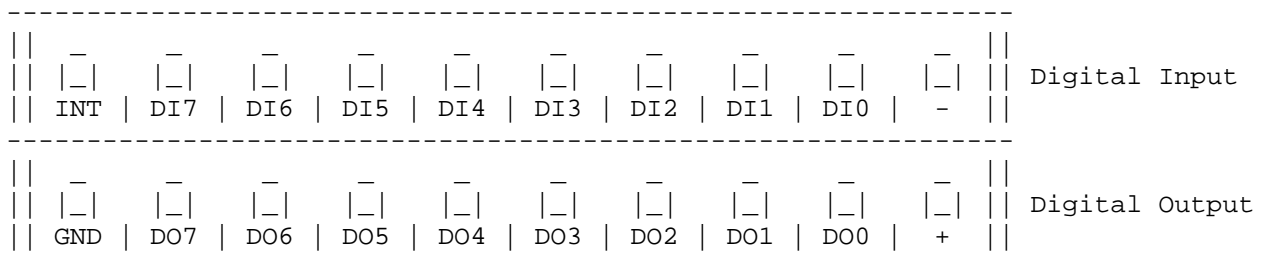 ---------------------------------------------------------------
||  _    _     _     _     _     _     _     _     _     _  ||
|| |_|  |_|   |_|   |_|   |_|   |_|   |_|   |_|   |_|   |_| || Digital Input
|| INT | DI7 | DI6 | DI5 | DI4 | DI3 | DI2 | DI1 | DI0 |  -  ||
---------------------------------------------------------------
||  _    _     _     _     _     _     _     _     _     _  ||
|| |_|  |_|   |_|   |_|   |_|   |_|   |_|   |_|   |_|   |_| || Digital Output
|| GND | DO7 | DO6 | DO5 | DO4 | DO3 | DO2 | DO1 | DO0 |  +  ||